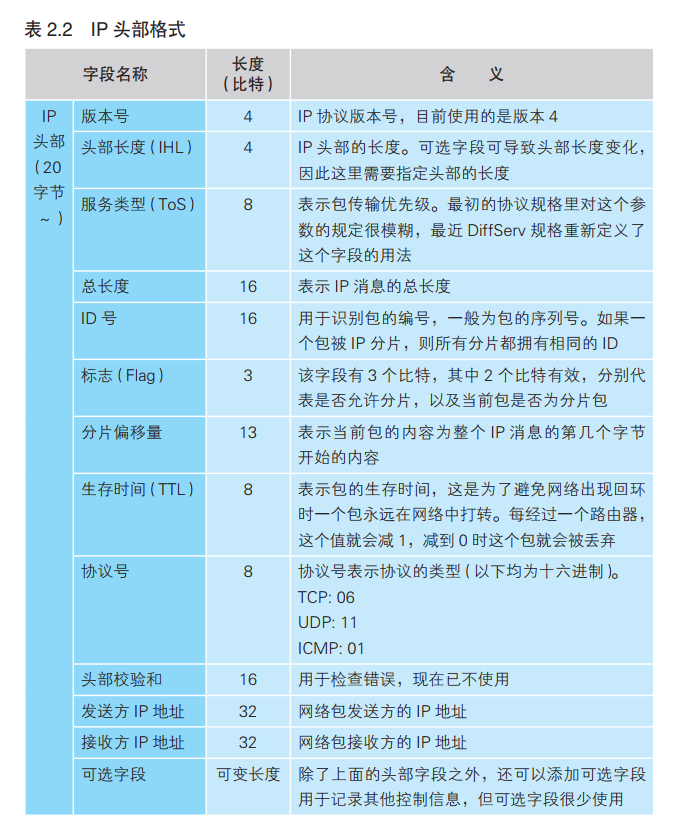 表 2.2 IP 头部格式
字段名称
长度
（比特）
含 义
IP
头部
（20
字节
~ ）
版本号
4
IP 协议版本号，目前使用的是版本 4
头部长度（IHL）
4
IP 头部的长度。可选字段可导致头部长度变化，
因此这里需要指定头部的长度
服务类型（ToS）
8
表示包传输优先级。最初的协议规格里对这个参
数的规定很模糊，最近 DiffServ 规格重新定义了
这个字段的用法
总长度
16
表示 IP 消息的总长度
ID 号
16
用于识别包的编号，一般为包的序列号。如果一
个包被 IP 分片，则所有分片都拥有相同的 ID
标志（Flag）
3
该字段有 3 个比特，其中 2 个比特有效，分别代
表是否允许分片，以及当前包是否为分片包
分片偏移量
13
表示当前包的内容为整个 IP 消息的第几个字节
开始的内容
生存时间（TTL）
8
表示包的生存时间，这是为了避免网络出现回环
时一个包永远在网络中打转。每经过一个路由器，
这个值就会减 1，减到 0 时这个包就会被丢弃
协议号
8
协议号表示协议的类型（以下均为十六进制）。
TCP: 06
UDP: 11
ICMP: 01
头部校验和
16
用于检查错误，现在已不使用
发送方 IP 地址
32
网络包发送方的 IP 地址
接收方 IP 地址
32
网络包接收方的 IP 地址
可选字段
可变长度
除了上面的头部字段之外，还可以添加可选字段
用于记录其他控制信息，但可选字段很少使用